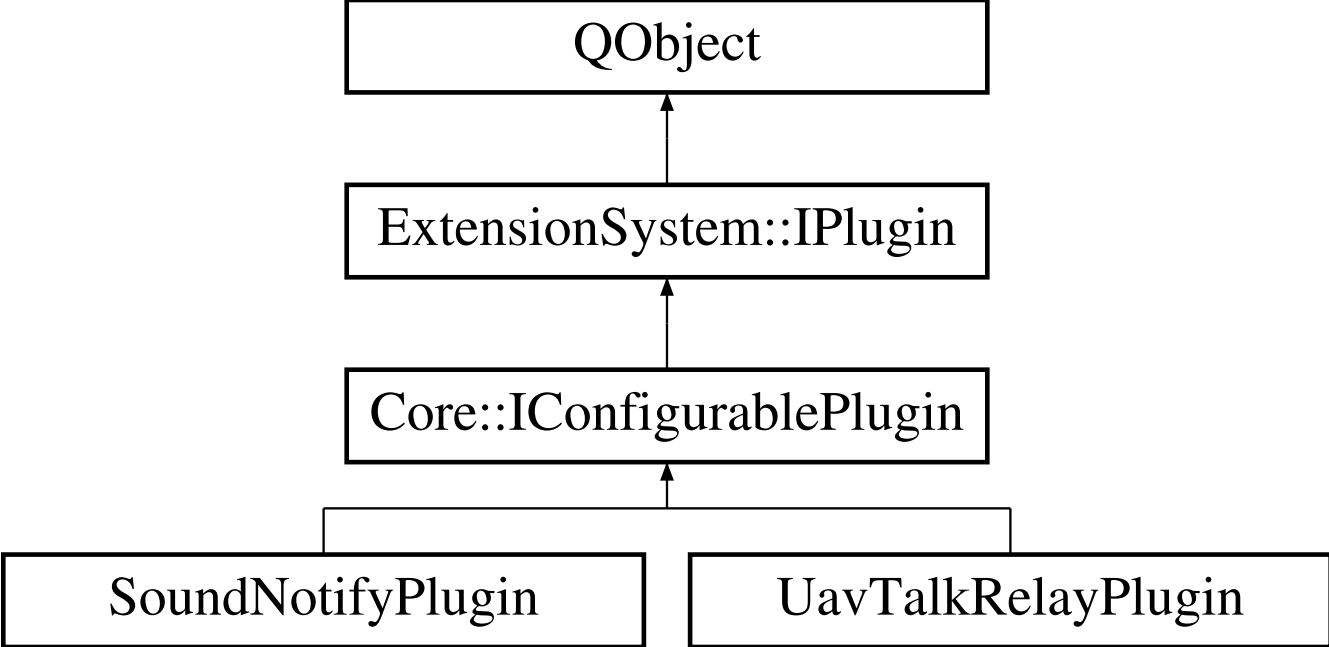 QObject
ExtensionSystem::IPlugin
Core::IConfigurablePlugin
SoundNotifyPlugin
UavTalkRelayPlugin